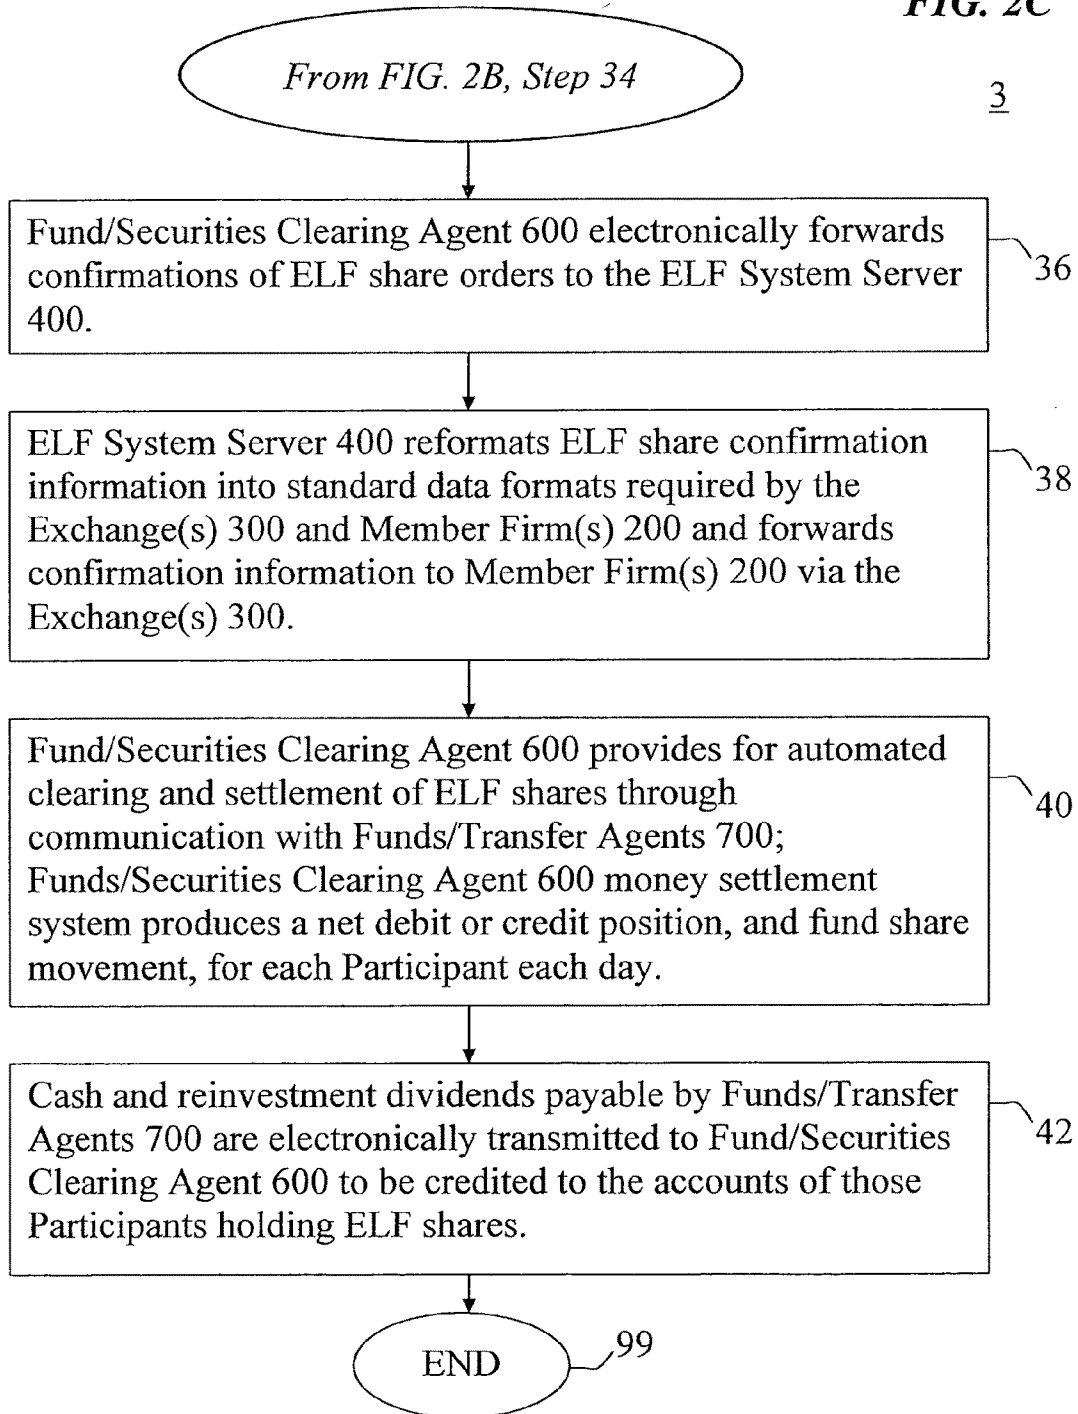 FIG. 2C
From FIG. 2B, Step 34
3
Fund/Securities Clearing Agent 600 electronically forwards
confirmations of ELF share orders to the ELF System Server
400.
36
ELF System Server 400 reformats ELF share confirmation
information into standard data formats required by the
Exchange(s) 300 and Member Firm(s) 200 and forwards
confirmation information to Member Firm(s) 200 via the
Exchange(s) 300.
38
Fund/Securities Clearing Agent 600 provides for automated
clearing and settlement of ELF shares through
communication with Funds/Transfer Agents 700;
Funds/Securities Clearing Agent 600 money settlement
system produces a net debit or credit position, and fund share
movement, for each Participant each day.
40
Cash and reinvestment dividends payable by Funds/Transfer
Agents 700 are electronically transmitted to Fund/Securities
Clearing Agent 600 to be credited to the accounts of those
Participants holding ELF shares.
42
END
99